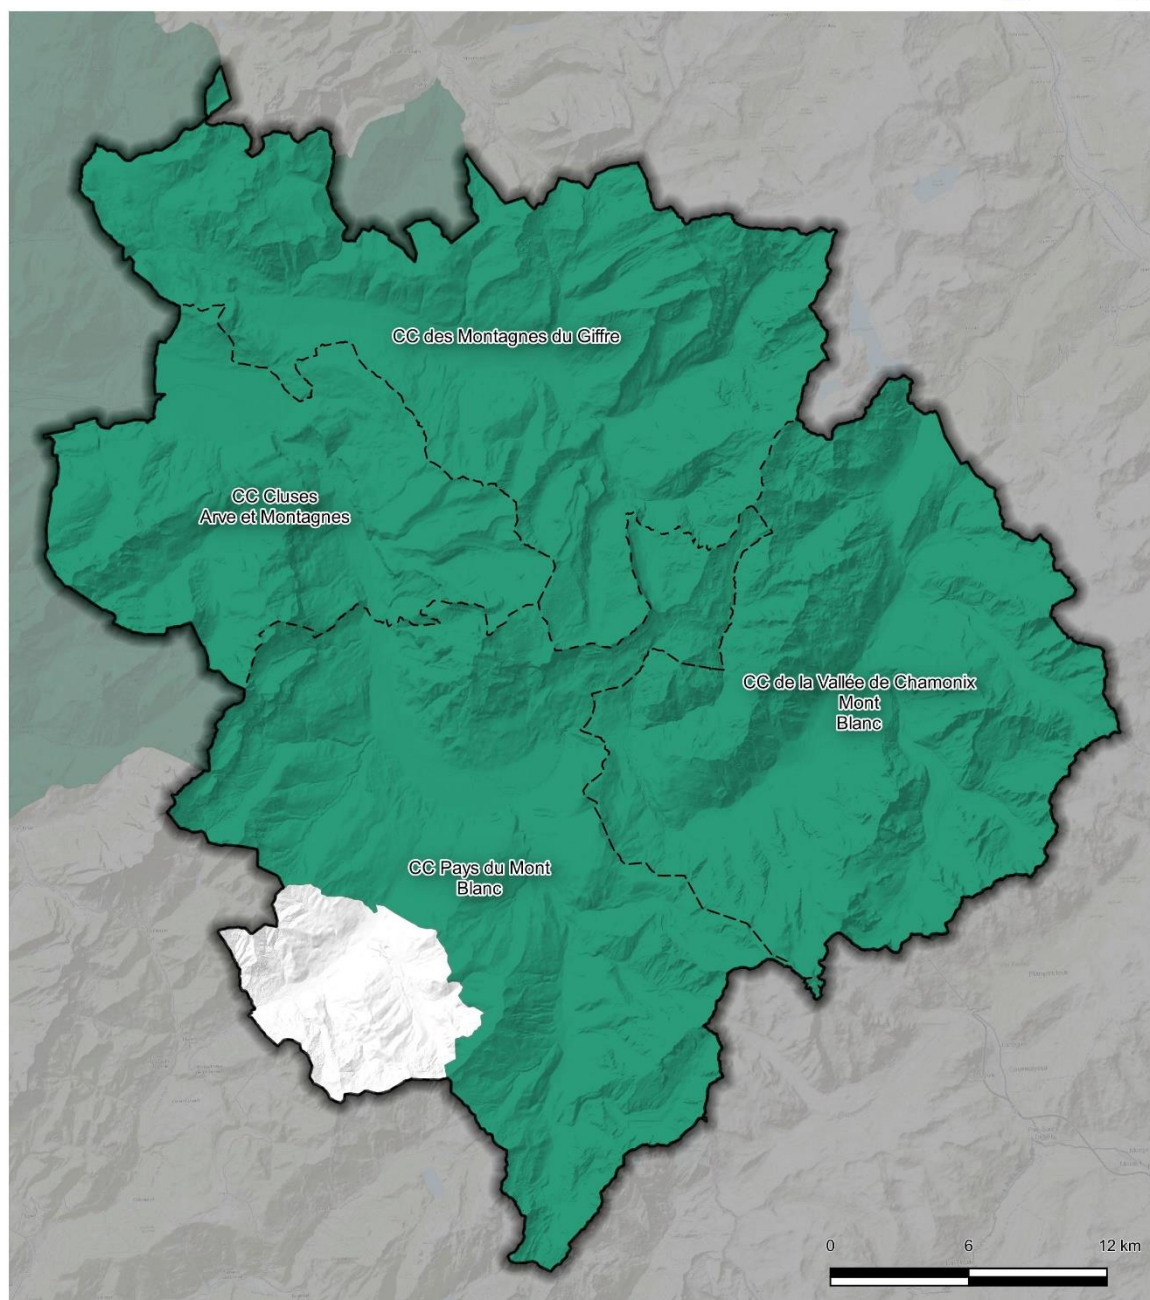 CC des Montagnes du Giffre
CC Cluses
Arve et Montagnes
CC de la Vallée de Chamonix
Mont
Blanc
CC Pays du Mont
Blanc
0 6 12 km